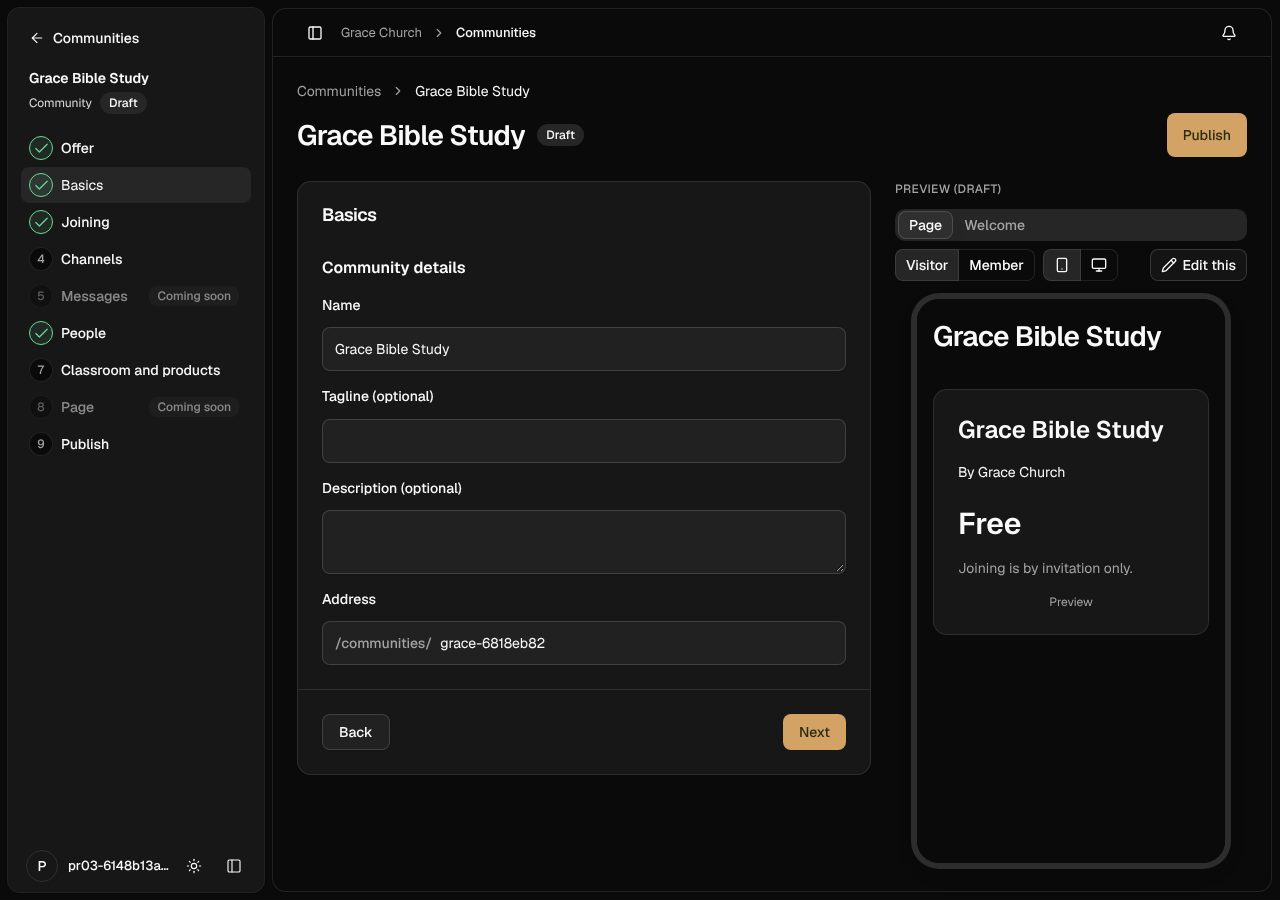 Communities
Grace Bible Study
Community Draft
Offer
Basics
Joining
4 Channels
5 Messages Coming soon
People
7 Classroom and products
8 Page Coming soon
9 Publish
P pr03-6148b13a…
Grace Church > Communities
Communities > Grace Bible Study
Grace Bible Study Draft
Publish
Basics
Community details
Name
Grace Bible Study
Tagline (optional)
Description (optional)
Address
/communities/ grace-6818eb82
Back Next
PREVIEW (DRAFT)
Page Welcome
Visitor Member Edit this
Grace Bible Study
Grace Bible Study
By Grace Church
Free
Joining is by invitation only.
Preview